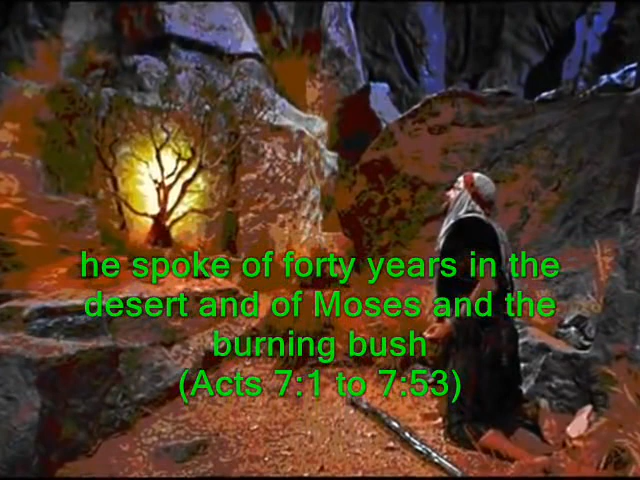 he spoke of forty years in the
desert and of Moses and the
burning bush
(Acts 7:1 to 7:53)